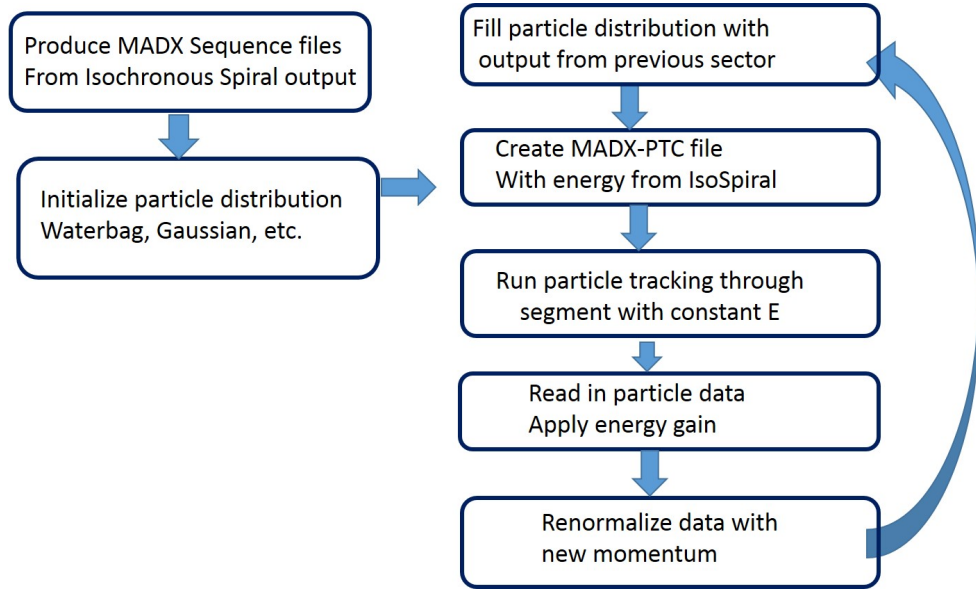 Produce MADX Sequence files
From Isochronous Spiral output
Initialize particle distribution
Waterbag, Gaussian, etc.
Fill particle distribution with
output from previous sector
Create MADX-PTC file
With energy from IsoSpiral
Run particle tracking through
segment with constant E
Read in particle data
Apply energy gain
Renormalize data with
new momentum